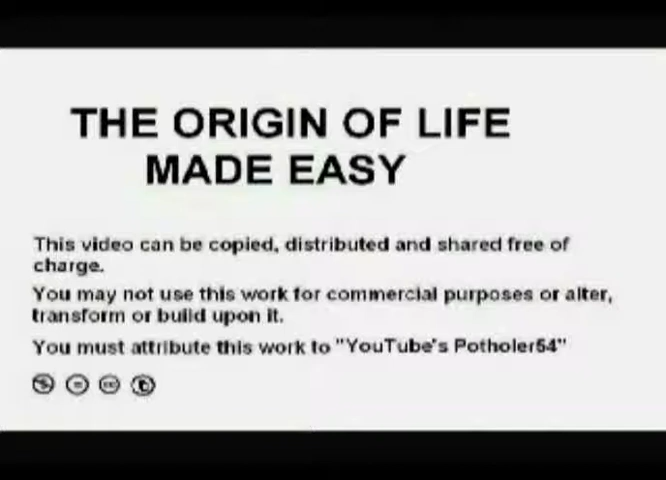 THE ORIGIN OF LIFE
MADE EASY
This video can be copied, distributed and shared free of
charge.
You may not use this work for commercial purposes or alter,
transform or build upon it.
You must attribute this work to "YouTube's Potholer54"